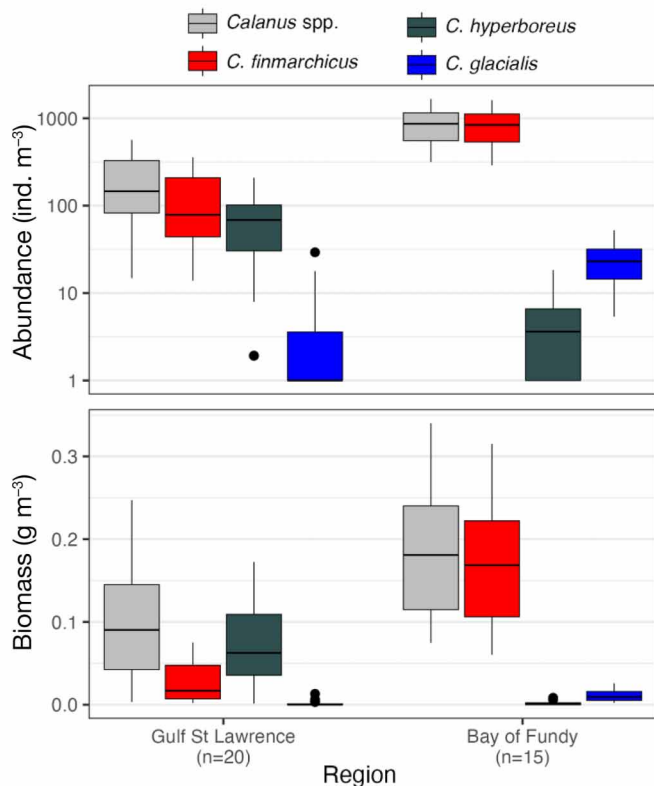 Calanus spp.
C. hyperboreus
C. finmarchicus
C. glacialis
Abundance (ind. m⁻³)
1000
100
10
1
Biomass (g m⁻³)
0.3
0.2
0.1
0.0
Gulf St Lawrence
(n=20)
Bay of Fundy
(n=15)
Region